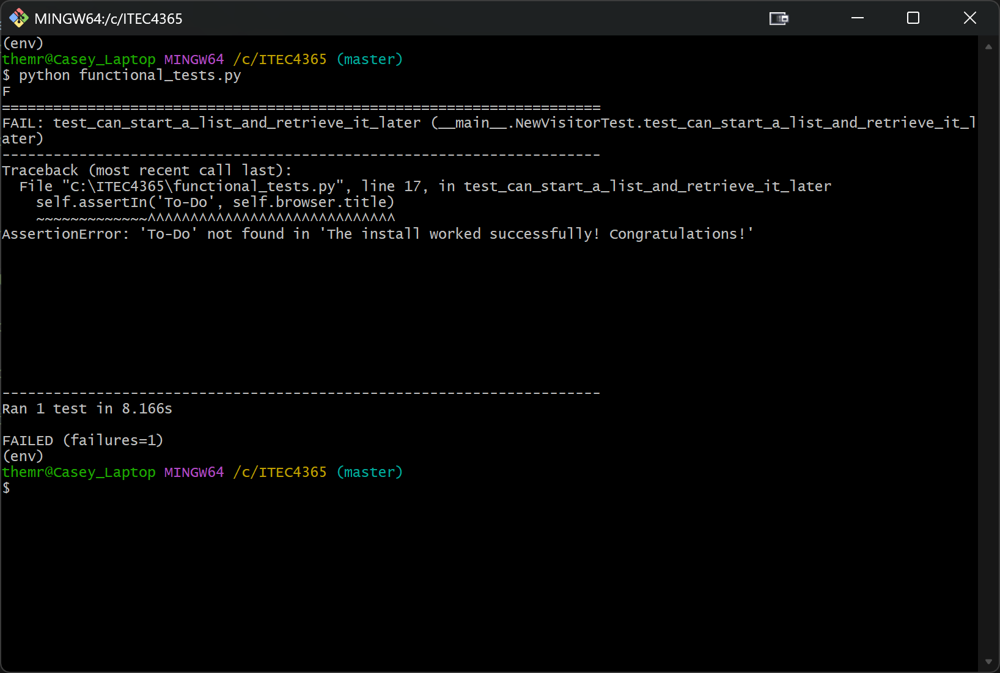 MINGW64:/c/ITEC4365
(env)
themr@Casey_Laptop MINGW64 /c/ITEC4365 (master)
$ python functional_tests.py
F
======================================================================
FAIL: test_can_start_a_list_and_retrieve_it_later (__main__.NewVisitorTest.test_can_start_a_list_and_retrieve_it_l
ater)
----------------------------------------------------------------------
Traceback (most recent call last):
  File "C:\ITEC4365\functional_tests.py", line 17, in test_can_start_a_list_and_retrieve_it_later
    self.assertIn('To-Do', self.browser.title)
    ~~~~~~~~~~~~~^^^^^^^^^^^^^^^^^^^^^^^^^^^^^
AssertionError: 'To-Do' not found in 'The install worked successfully! Congratulations!'
----------------------------------------------------------------------
Ran 1 test in 8.166s
FAILED (failures=1)
(env)
themr@Casey_Laptop MINGW64 /c/ITEC4365 (master)
$